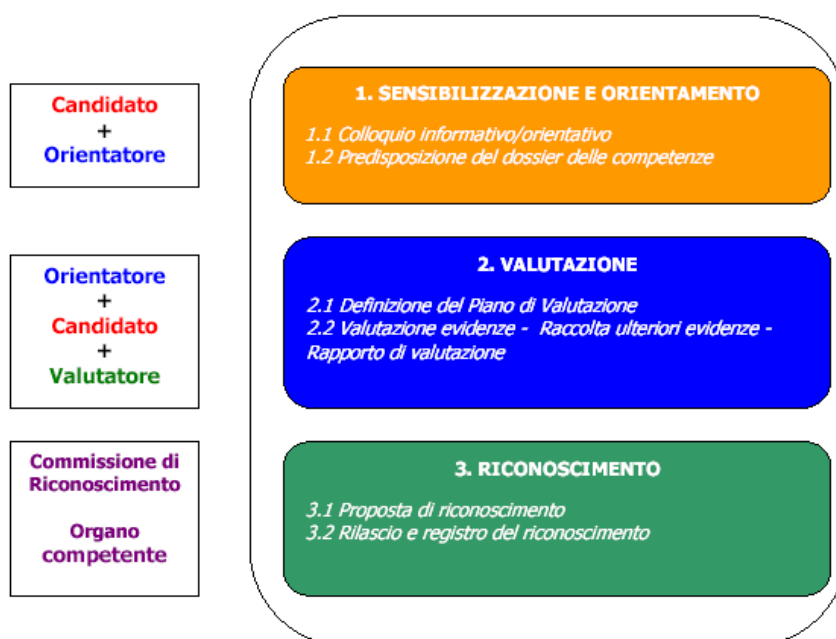 Candidato
+
Orientatore
1. SENSIBILIZZAZIONE E ORIENTAMENTO
1.1 Colloquio informativo/orientativo
1.2 Predisposizione del dossier delle competenze
Orientatore
+
Candidato
+
Valutatore
2. VALUTAZIONE
2.1 Definizione del Piano di Valutazione
2.2 Valutazione evidenze - Raccolta ulteriori evidenze -
Rapporto di valutazione
Commissione di
Riconoscimento
Organo
competente
3. RICONOSCIMENTO
3.1 Proposta di riconoscimento
3.2 Rilascio e registro del riconoscimento